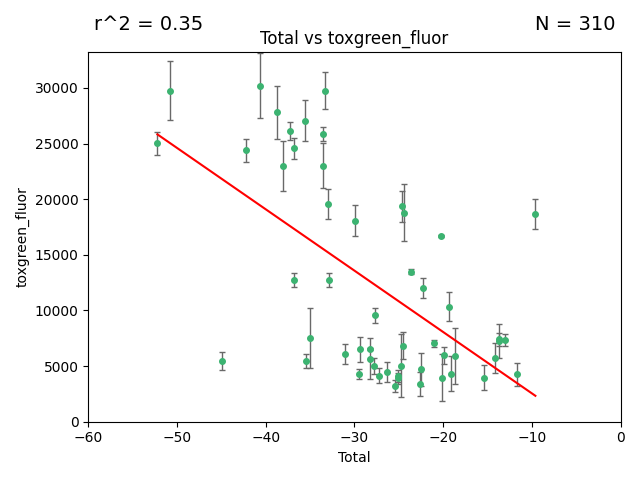 r^2 = 0.35
N = 310
Total vs toxgreen_fluor
toxgreen_fluor
30000
25000
20000
15000
10000
5000
0
−60
−50
−40
−30
−20
−10
0
Total